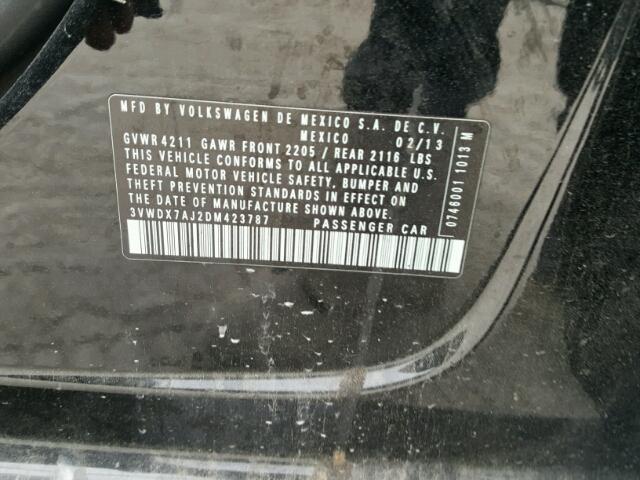 MFD BY VOLKSWAGEN DE MEXICO S.A. DE C.V.
MEXICO 02/13
GVWR 4211 GAWR FRONT 2205 / REAR 2116 LBS
THIS VEHICLE CONFORMS TO ALL APPLICABLE U.S.
FEDERAL MOTOR VEHICLE SAFETY, BUMPER AND
THEFT PREVENTION STANDARDS IN EFFECT ON
THE DATE OF MANUFACTURE SHOWN ABOVE.
3VWDX7AJ2DM423787 PASSENGER CAR
0746001 1013 M